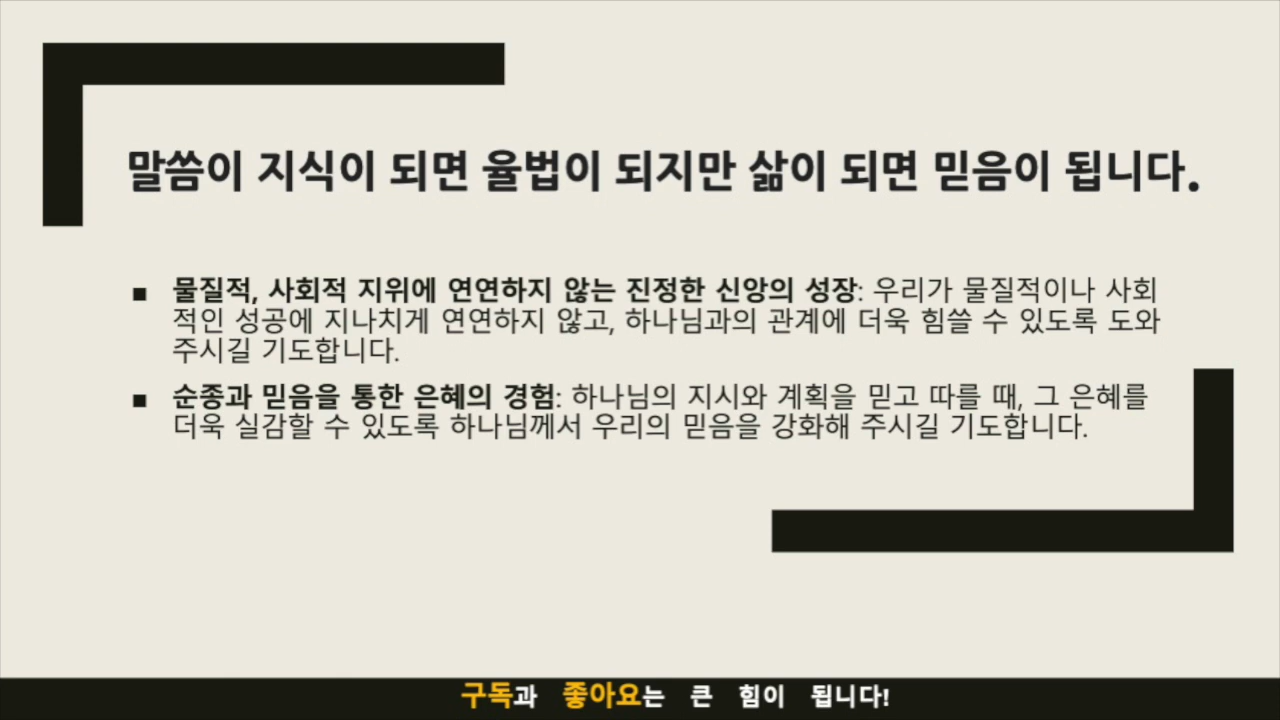 말씀이 지식이 되면 율법이 되지만 삶이 되면 믿음이 됩니다.
■ 물질적, 사회적 지위에 연연하지 않는 진정한 신앙의 성장: 우리가 물질적이나 사회
적인 성공에 지나치게 연연하지 않고, 하나님과의 관계에 더욱 힘쓸 수 있도록 도와
주시길 기도합니다.
■ 순종과 믿음을 통한 은혜의 경험: 하나님의 지시와 계획을 믿고 따를 때, 그 은혜를
더욱 실감할 수 있도록 하나님께서 우리의 믿음을 강화해 주시길 기도합니다.
구독과 좋아요는 큰 힘이 됩니다!